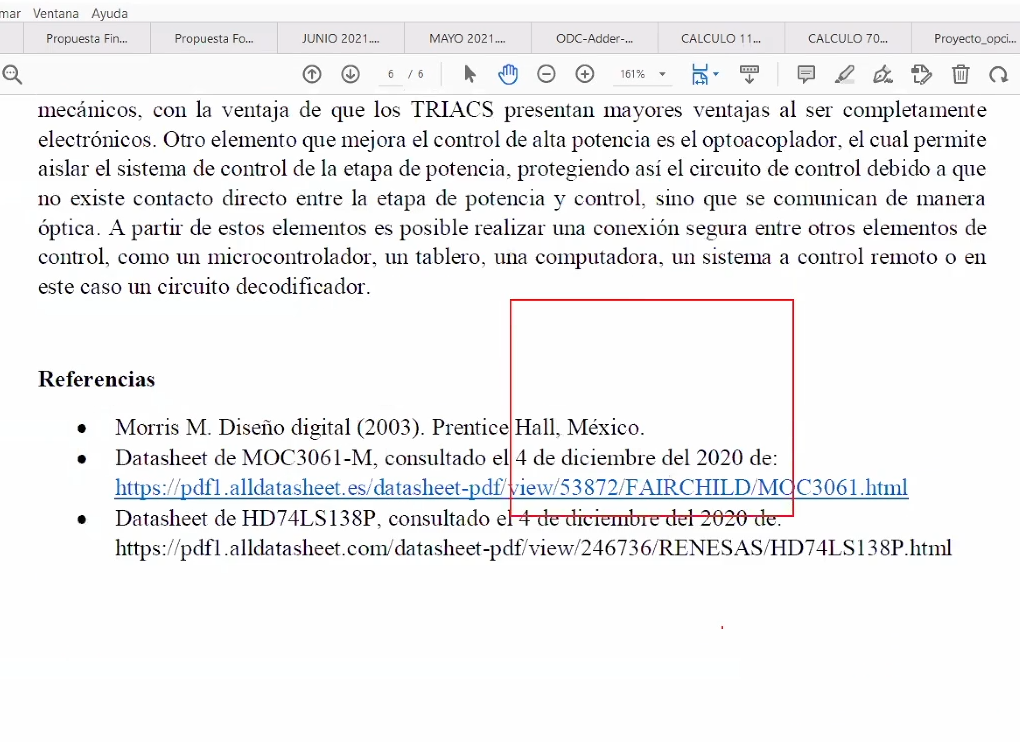 Ventana Ayuda
Propuesta Fin... Propuesta Fo... JUNIO 2021.... MAYO 2021.... ODC-Adder-... CALCULO 11... CALCULO 70... Proyecto_opci...
6 / 6 161%
mecánicos, con la ventaja de que los TRIACS presentan mayores ventajas al ser completamente
electrónicos. Otro elemento que mejora el control de alta potencia es el optoacoplador, el cual permite
aislar el sistema de control de la etapa de potencia, protegiendo así el circuito de control debido a que
no existe contacto directo entre la etapa de potencia y control, sino que se comunican de manera
óptica. A partir de estos elementos es posible realizar una conexión segura entre otros elementos de
control, como un microcontrolador, un tablero, una computadora, un sistema a control remoto o en
este caso un circuito decodificador.
Referencias
Morris M. Diseño digital (2003). Prentice Hall, México.
Datasheet de MOC3061-M, consultado el 4 de diciembre del 2020 de:
https://pdf1.alldatasheet.es/datasheet-pdf/view/53872/FAIRCHILD/MOC3061.html
Datasheet de HD74LS138P, consultado el 4 de diciembre del 2020 de:
https://pdf1.alldatasheet.com/datasheet-pdf/view/246736/RENESAS/HD74LS138P.html